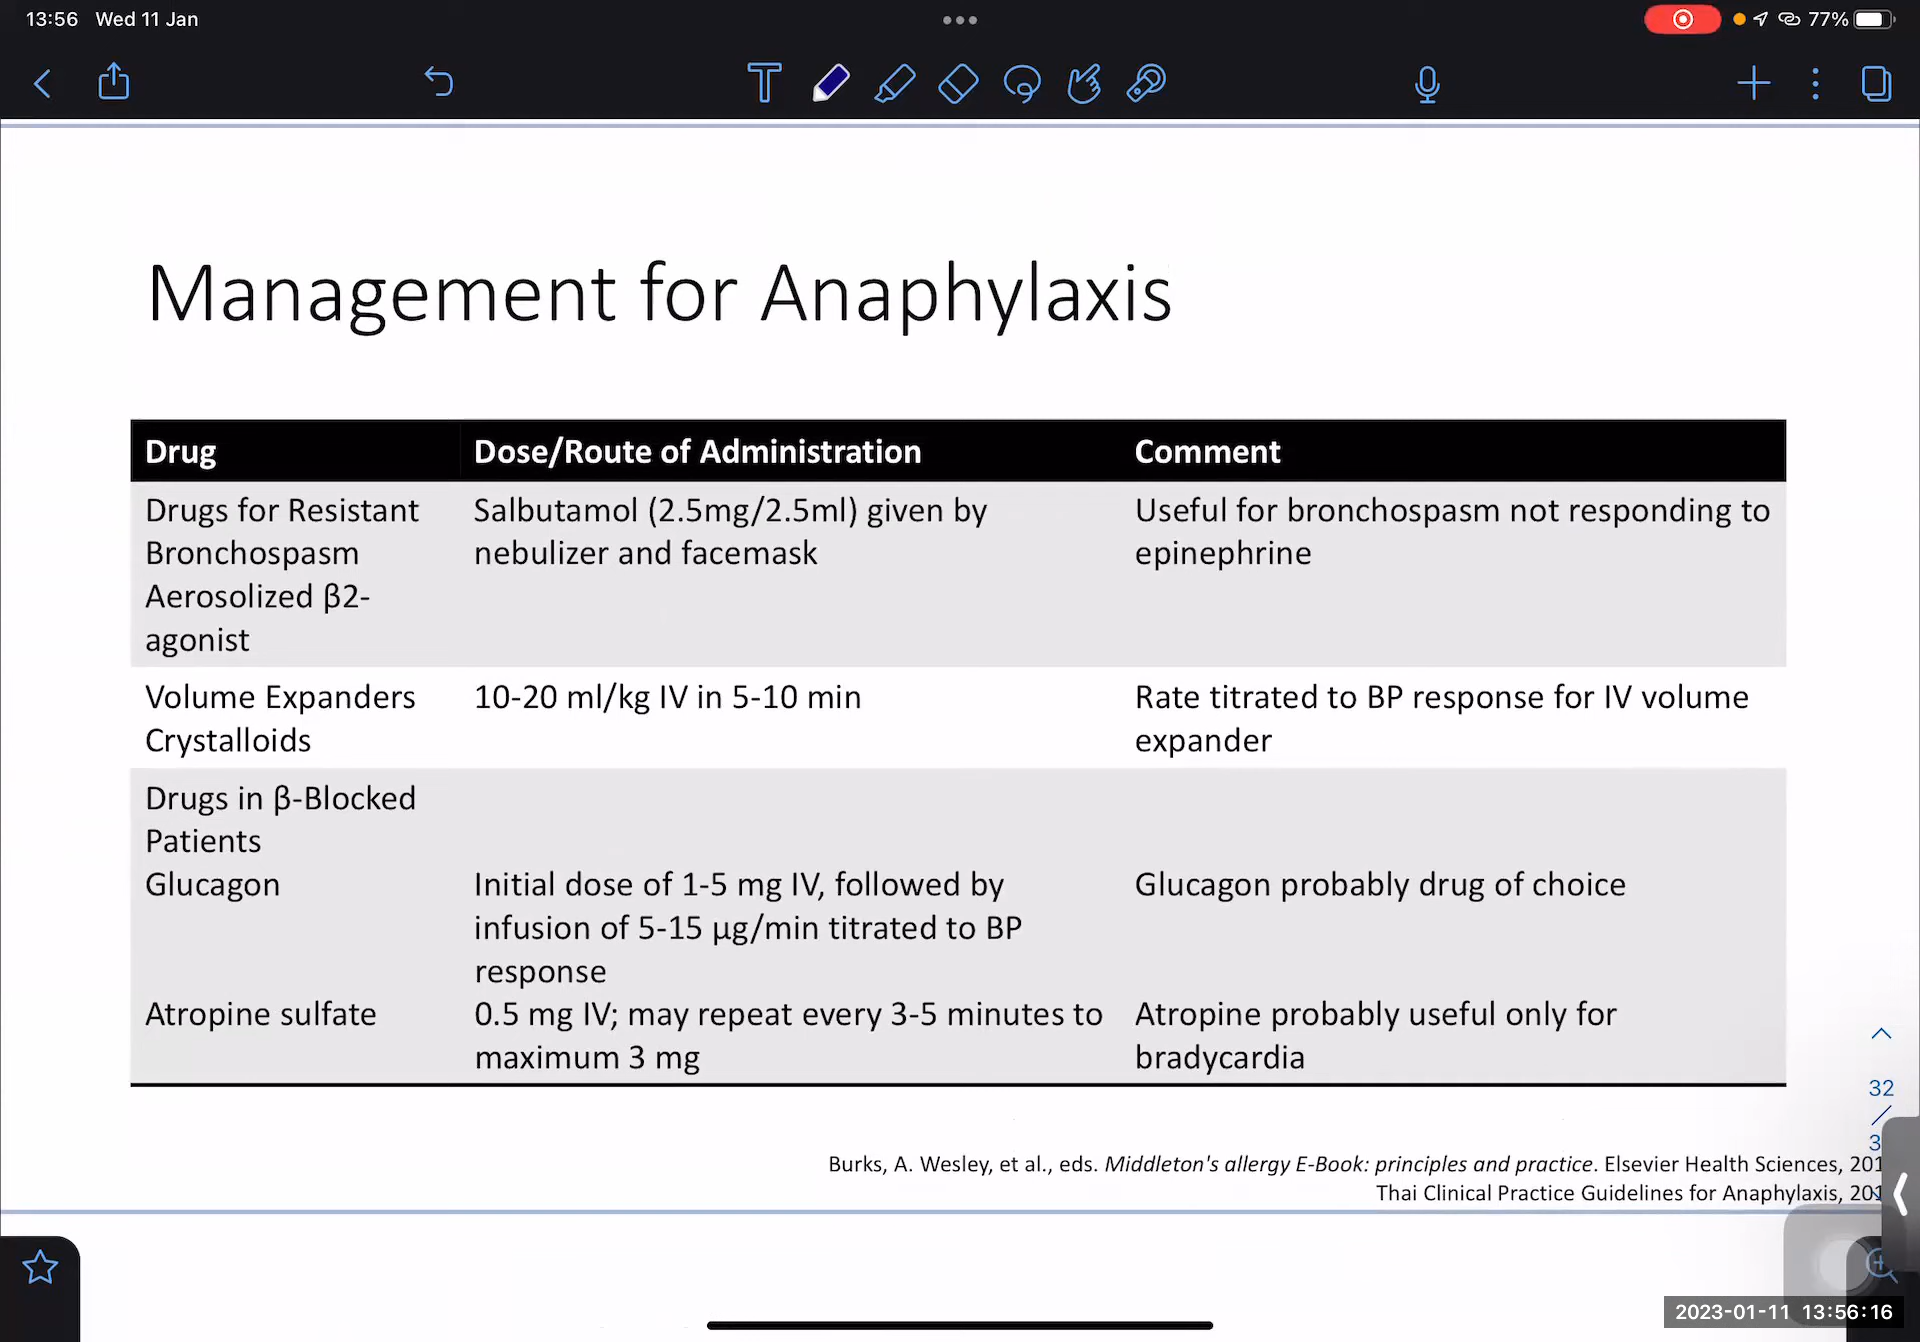 13:56 Wed 11 Jan
77%
Management for Anaphylaxis
Drug Dose/Route of Administration Comment
Drugs for Resistant
Bronchospasm
Aerosolized β2-
agonist
Salbutamol (2.5mg/2.5ml) given by
nebulizer and facemask
Useful for bronchospasm not responding to
epinephrine
Volume Expanders
Crystalloids
10-20 ml/kg IV in 5-10 min
Rate titrated to BP response for IV volume
expander
Drugs in β-Blocked
Patients
Glucagon
Initial dose of 1-5 mg IV, followed by
infusion of 5-15 µg/min titrated to BP
response
Glucagon probably drug of choice
Atropine sulfate
0.5 mg IV; may repeat every 3-5 minutes to
maximum 3 mg
Atropine probably useful only for
bradycardia
32
/
Burks, A. Wesley, et al., eds. Middleton's allergy E-Book: principles and practice. Elsevier Health Sciences,
Thai Clinical Practice Guidelines for Anaphylaxis,
2023-01-11 13:56:16